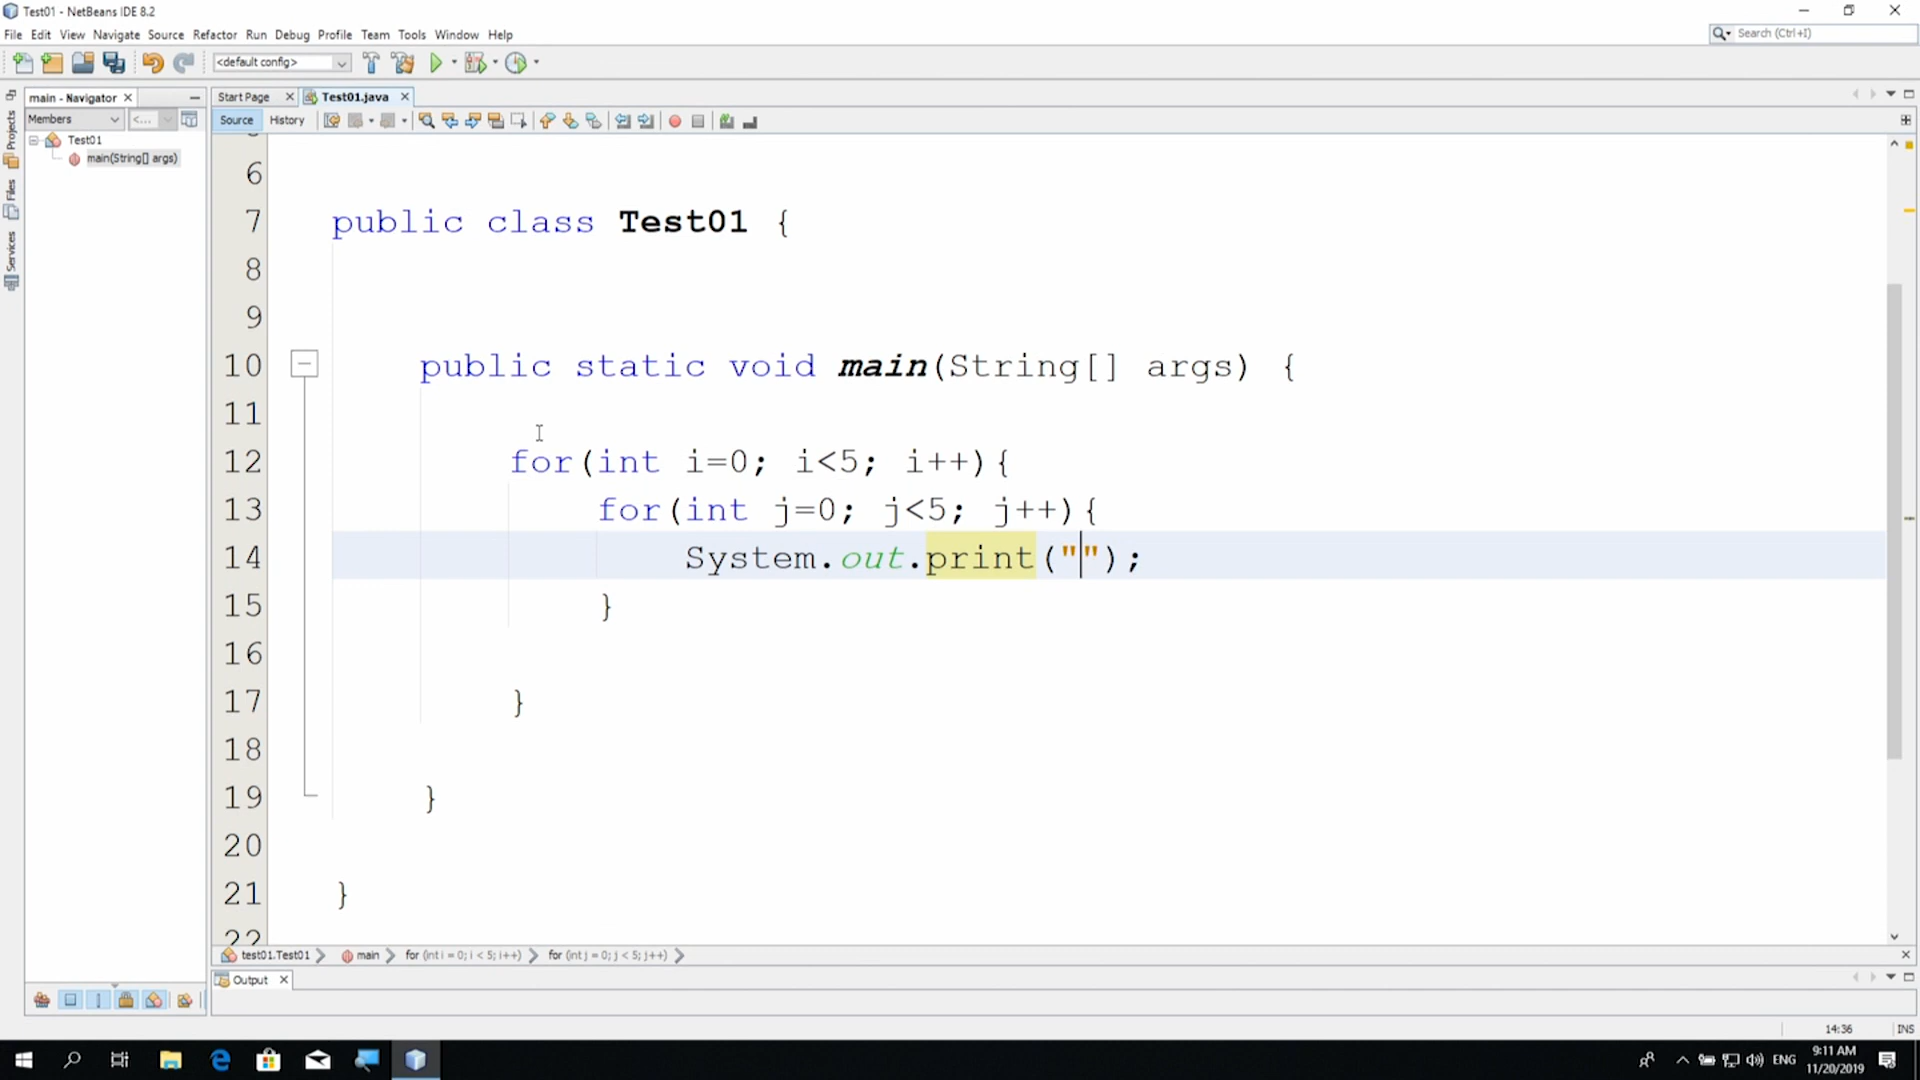 Test01 - NetBeans IDE 8.2
File Edit View Navigate Source Refactor Run Debug Profile Team Tools Window Help
Search (Ctrl+I)
<default config>
main - Navigator
Start Page
Test01.java
Members
<...
Source
History
Projects
Files
Services
Test01
main(String[] args)
6
7 public class Test01 {
8
9
10 public static void main(String[] args) {
11
12 for(int i=0; i<5; i++){
13 for(int j=0; j<5; j++){
14 System.out.print("");
15 }
16
17 }
18
19 }
20
21 }
22
test01.Test01 main for (int i = 0; i < 5; i++) for (int j = 0; j < 5; j++)
Output
14:36 INS
ENG
9:11 AM
11/20/2019